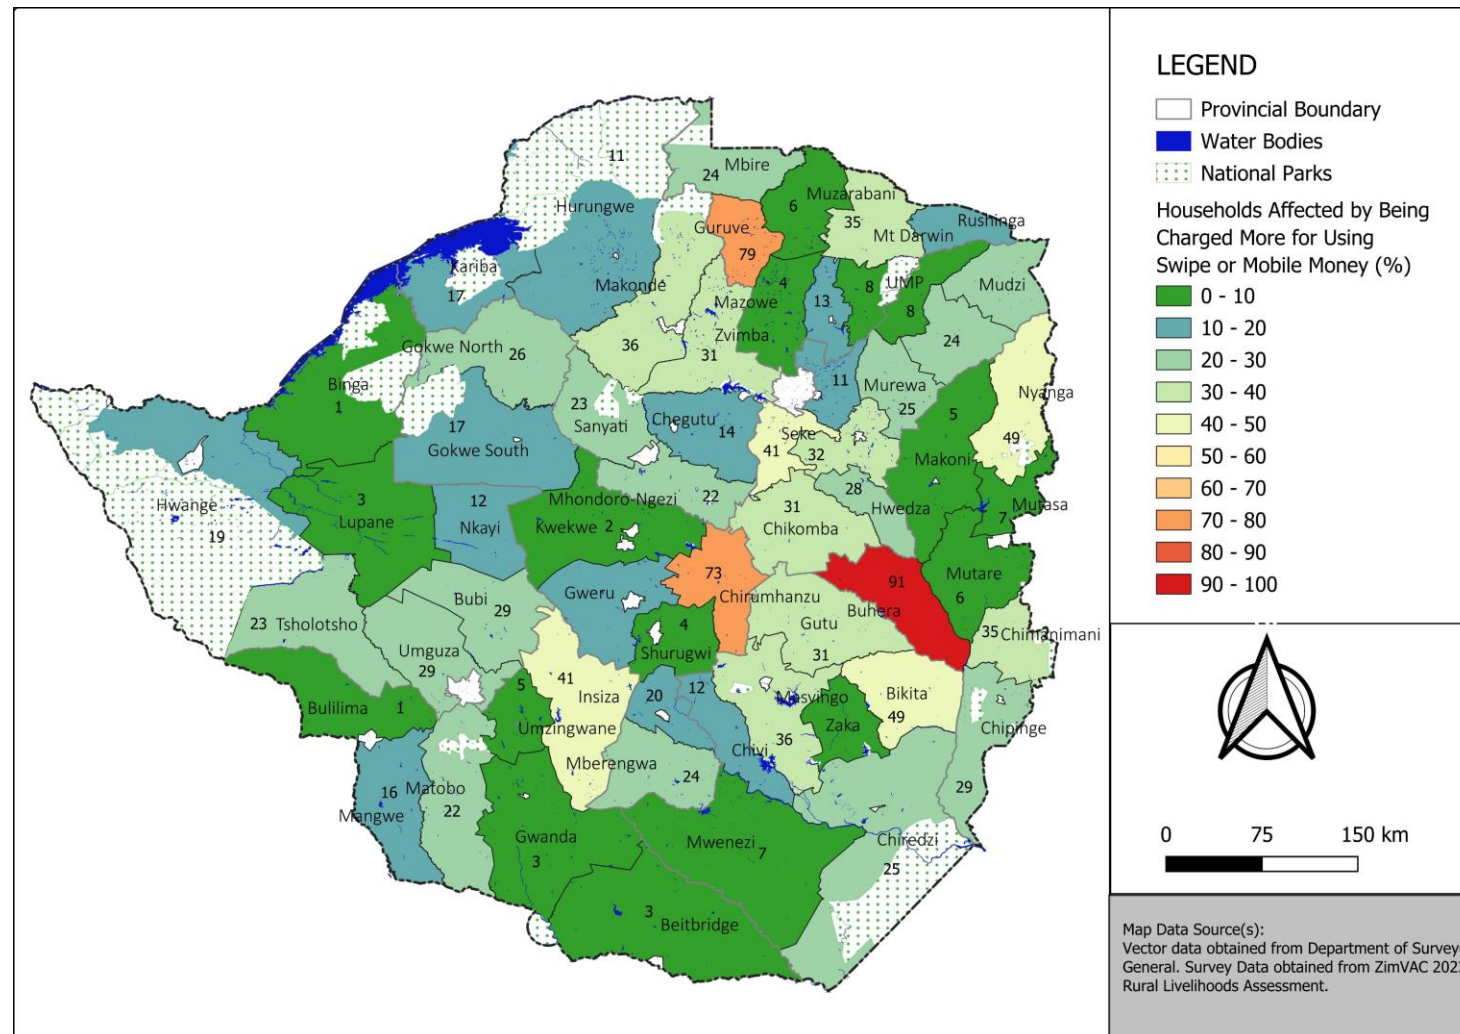 11
Mbire
24
Muzarabani
6
Hurungwe
35
Rushinga
Guruve
Mt Darwin
79
Kariba
17
Makonde
4
8
UMP
Mudzi
Mazowe
13
8
Zvimba
36
31
24
Gokwe North
26
Binga
1
11
Murewa
Nyanga
17
23
Sanyati
Chegutu
14
25
5
49
Seke
41
32
Gokwe South
Makoni
3
12
Mhondoro-Ngezi
22
28
Hwange
Lupane
Nkayi
Kwekwe
2
31
Chikomba
Hwedza
7
Mutasa
19
73
91
Mutare
Gweru
Chirumhanzu
Buhera
6
Bubi
29
23
Tsholotsho
4
Gutu
35
Chimanimani
Umguza
29
Shurugwi
31
41
5
Insiza
20
12
Masvingo
Bikita
Bulilima
1
Umzingwane
Zaka
49
Chipinge
36
Chivi
Mberengwa
24
16
Matobo
22
29
Mangwe
Gwanda
3
Mwenezi
7
Chiredzi
25
3
Beitbridge
LEGEND
Provincial Boundary
Water Bodies
National Parks
Households Affected by Being
Charged More for Using
Swipe or Mobile Money (%)
0 - 10
10 - 20
20 - 30
30 - 40
40 - 50
50 - 60
60 - 70
70 - 80
80 - 90
90 - 100
0 75 150 km
Map Data Source(s):
Vector data obtained from Department of Surveyo
General. Survey Data obtained from ZimVAC
Rural Livelihoods Assessment.